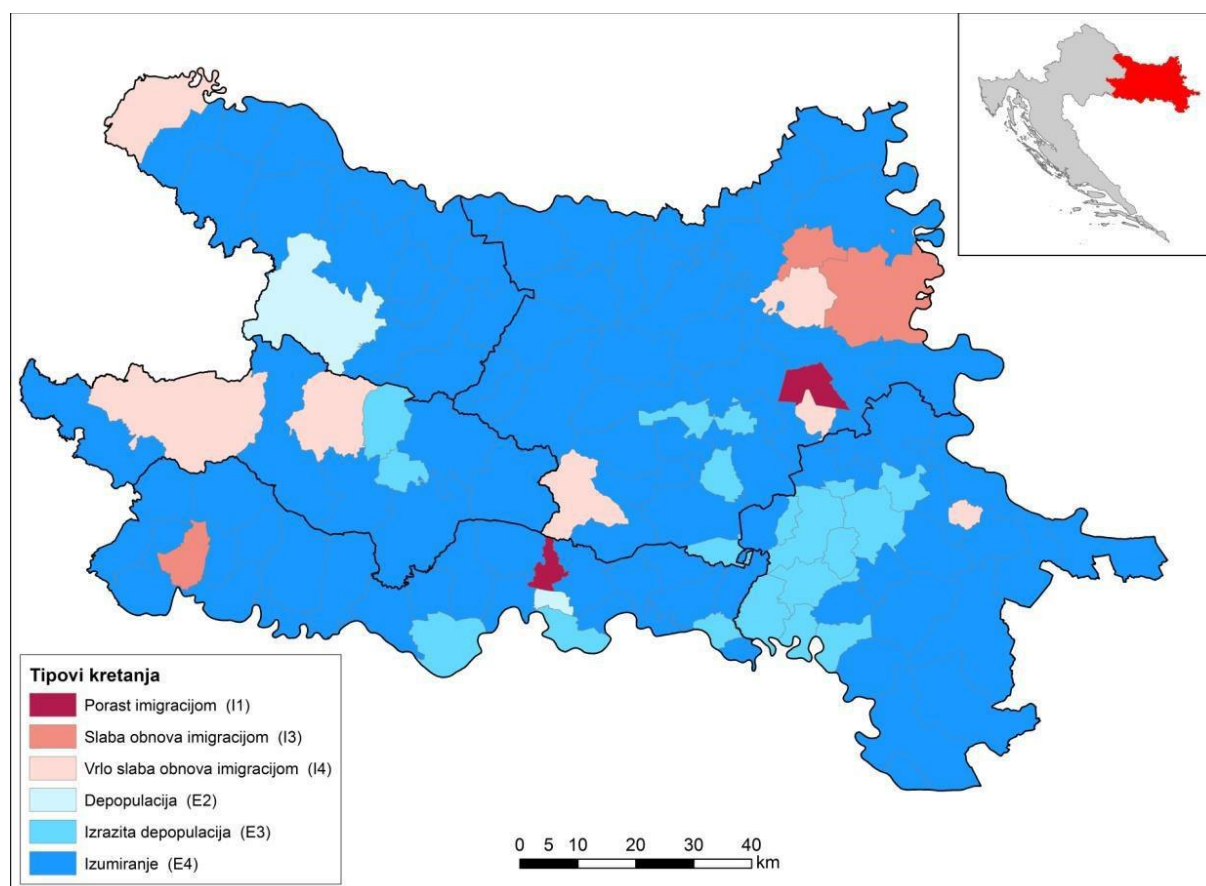 Tipovi kretanja
Porast imigracijom (I1)
Slaba obnova imigracijom (I3)
Vrlo slaba obnova imigracijom (I4)
Depopulacija (E2)
Izrazita depopulacija (E3)
Izumiranje (E4)
0 5 10 20 30 40
km